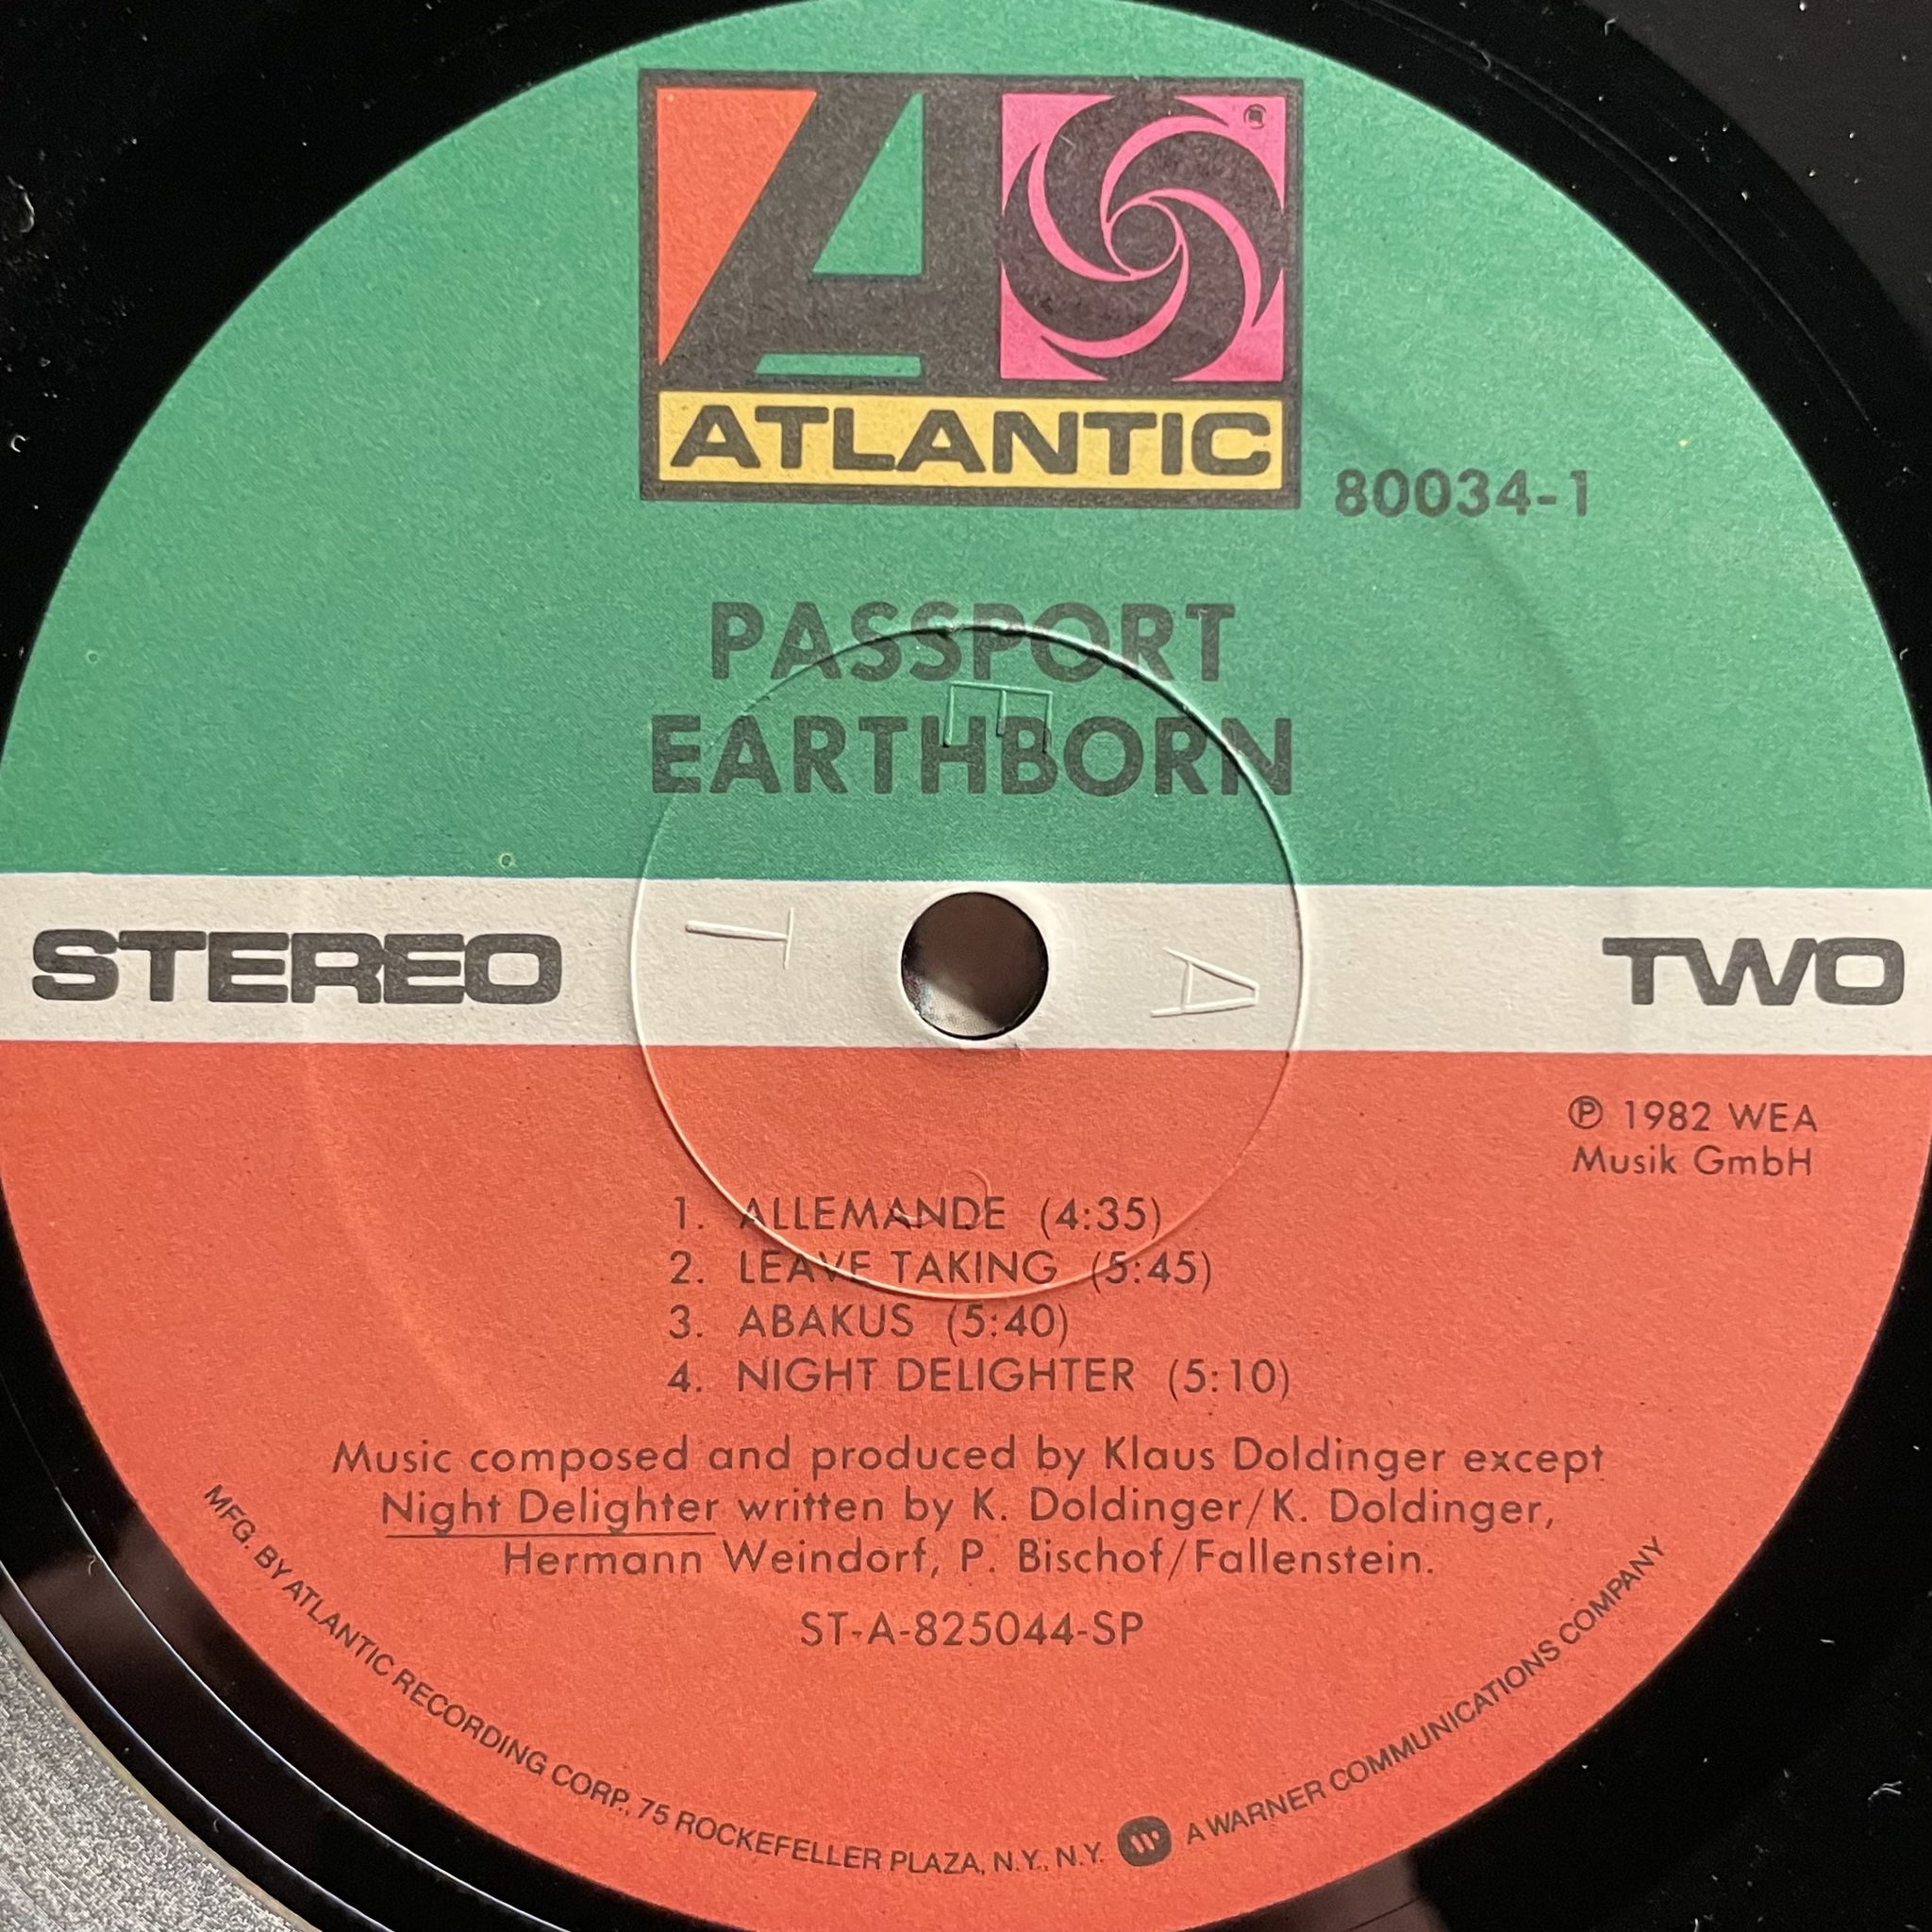 ATLANTIC
80034-1
PASSPORT
EARTHBORN
STEREO
TWO
℗ 1982 WEA
Musik GmbH
1. ALLEMANDE (4:35)
2. LEAVE TAKING (5:45)
3. ABAKUS (5:40)
4. NIGHT DELIGHTER (5:10)
Music composed and produced by Klaus Doldinger except
Night Delighter written by K. Doldinger/K. Doldinger,
Hermann Weindorf, P. Bischof/Fallenstein.
ST-A-825044-SP
MFG. BY ATLANTIC RECORDING CORP., 75 ROCKEFELLER PLAZA, N.Y., N.Y. A WARNER COMMUNICATIONS COMPANY